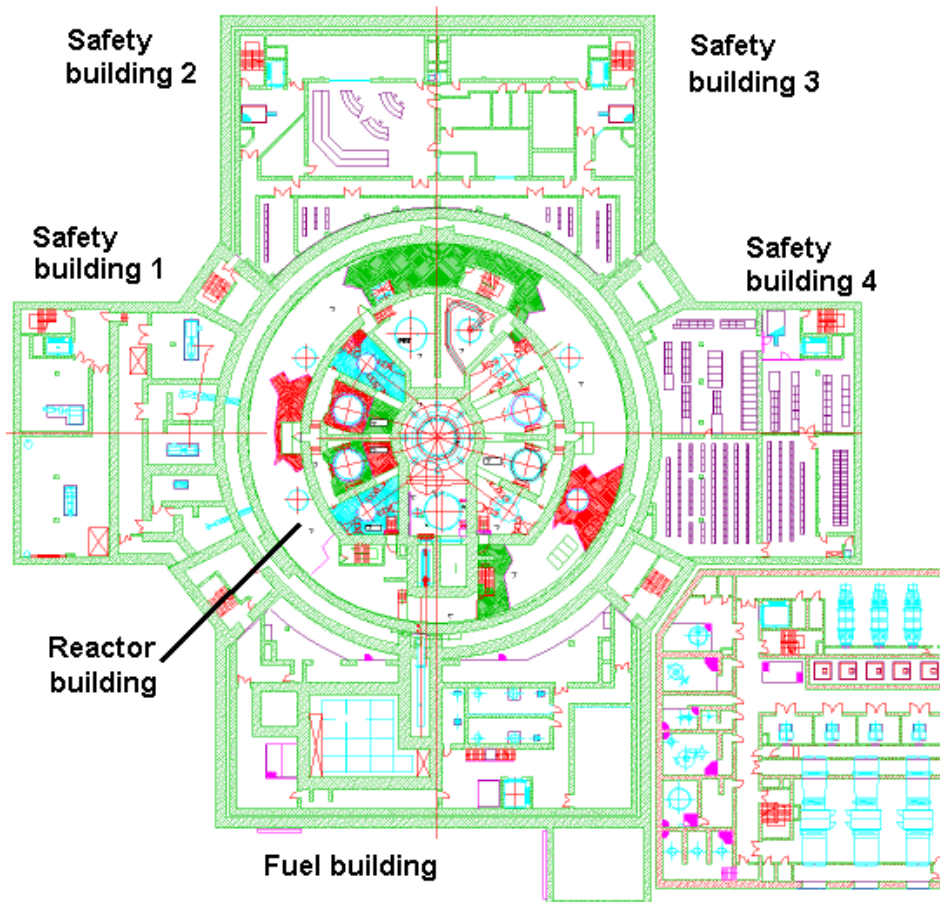 Safety
building 2
Safety
building 3
Safety
building 1
Safety
building 4
Reactor
building
Fuel building